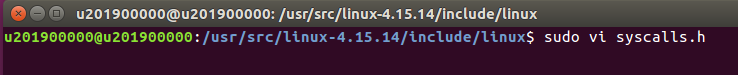 u201900000@u201900000: /usr/src/linux-4.15.14/include/linux
u201900000@u201900000:/usr/src/linux-4.15.14/include/linux$ sudo vi syscalls.h